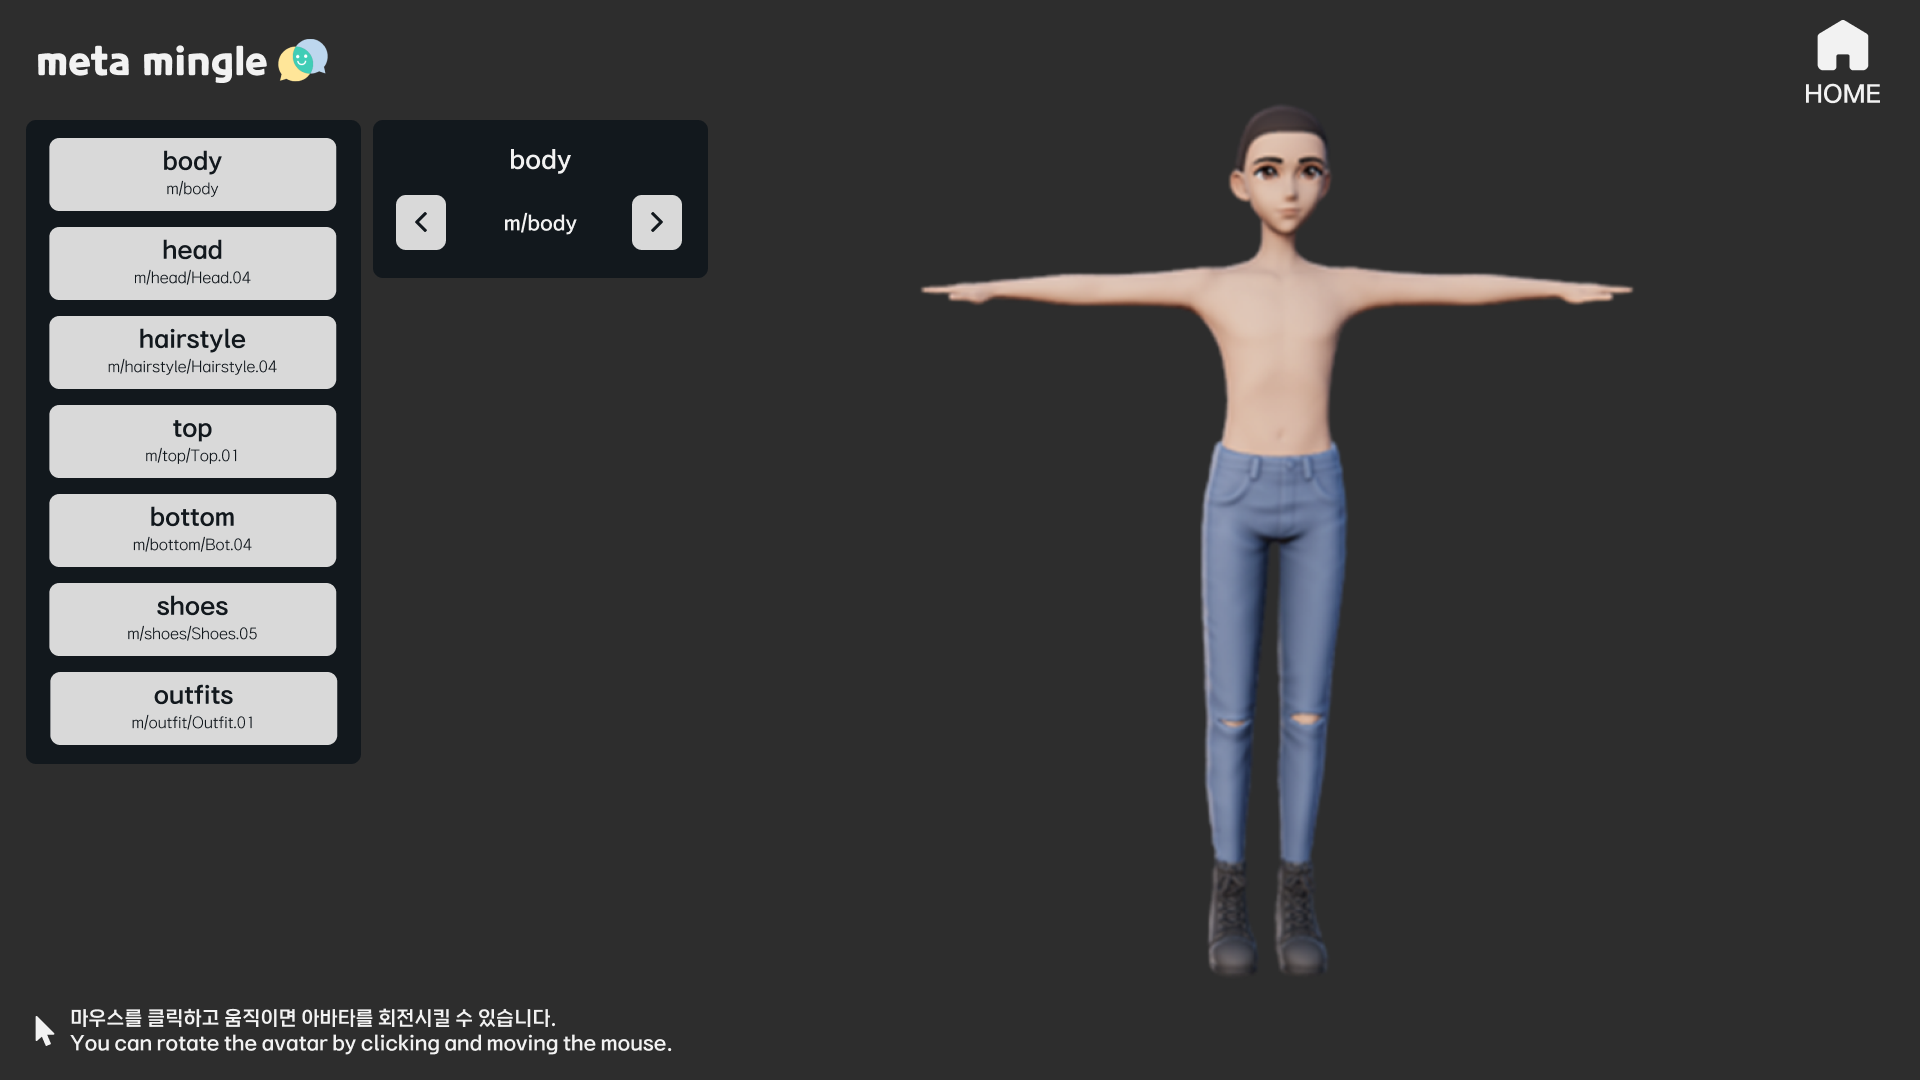 meta mingle
HOME
body
m/body
head
m/head/Head.04
hairstyle
m/hairstyle/Hairstyle.04
top
m/top/Top.01
bottom
m/bottom/Bot.04
shoes
m/shoes/Shoes.05
outfits
m/outfit/Outfit.01
body
m/body
마우스를 클릭하고 움직이면 아바타를 회전시킬 수 있습니다.
You can rotate the avatar by clicking and moving the mouse.